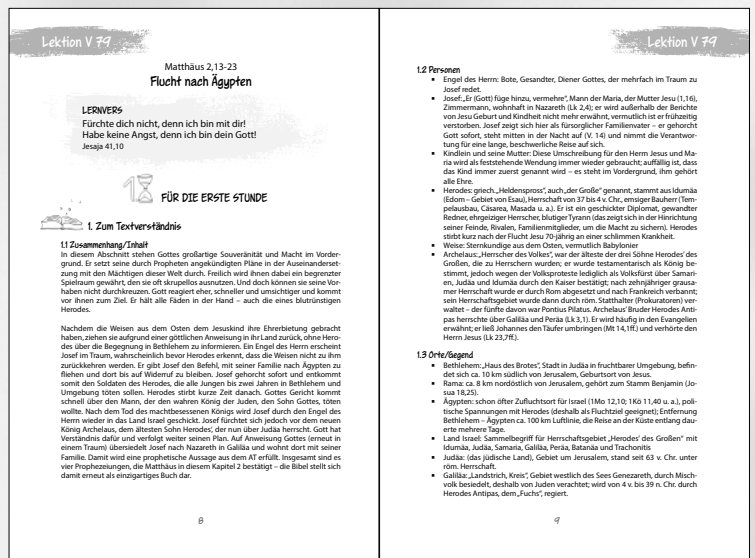 Lektion V 79
Matthäus 2,13-23
Flucht nach Ägypten
LERNVERS
Fürchte dich nicht, denn ich bin mit dir!
Habe keine Angst, denn ich bin dein Gott!
Jesaja 41,10
1 FÜR DIE ERSTE STUNDE
1. Zum Textverständnis
1.1 Zusammenhang/Inhalt
In diesem Abschnitt stehen Gottes großartige Souveränität und Macht im Vorder-
grund. Er setzt seine durch Propheten angekündigten Pläne in der Auseinanderset-
zung mit den Mächtigen dieser Welt durch. Freilich wird ihnen dabei ein begrenzter
Spielraum gewährt, den sie oft skrupellos ausnutzen. Und doch können sie seine Vor-
haben nicht durchkreuzen. Gott reagiert eher, schneller und umsichtiger und kommt
vor ihnen zum Ziel. Er hält alle Fäden in der Hand – auch die eines blutrünstigen
Herodes.
Nachdem die Weisen aus dem Osten dem Jesuskind ihre Ehrerbietung gebracht
haben, ziehen sie aufgrund einer göttlichen Anweisung in ihr Land zurück, ohne Hero-
des über die Begegnung in Bethlehem zu informieren. Ein Engel des Herrn erscheint
Josef im Traum, wahrscheinlich bevor Herodes erkennt, dass die Weisen nicht zu ihm
zurückkehren werden. Er gibt Josef den Befehl, mit seiner Familie nach Ägypten zu
fliehen und dort bis auf Widerruf zu bleiben. Josef gehorcht sofort und entkommt
somit den Soldaten des Herodes, die alle Jungen bis zwei Jahren in Bethlehem und
Umgebung töten sollen. Herodes stirbt kurze Zeit danach. Gottes Gericht kommt
schnell über den Mann, der den wahren König der Juden, den Sohn Gottes, töten
wollte. Nach dem Tod des machtbesessenen Königs wird Josef durch den Engel des
Herrn wieder in das Land Israel geschickt. Josef fürchtet sich jedoch vor dem neuen
König Archelaus, dem ältesten Sohn Herodes', der nun über Judäa herrscht. Gott hat
Verständnis dafür und verfolgt weiter seinen Plan. Auf Anweisung Gottes (erneut in
einem Traum) übersiedelt Josef nach Nazareth in Galiläa und wohnt dort mit seiner
Familie. Damit wird eine prophetische Aussage aus dem AT erfüllt. Insgesamt sind es
vier Prophezeiungen, die Matthäus in diesem Kapitel 2 bestätigt – die Bibel stellt sich
damit erneut als einzigartiges Buch dar.
8
Lektion V 79
1.2 Personen
▪ Engel des Herrn: Bote, Gesandter, Diener Gottes, der mehrfach im Traum zu
Josef redet.
▪ Josef: „Er (Gott) füge hinzu, vermehre“, Mann der Maria, der Mutter Jesu (1,16),
Zimmermann, wohnhaft in Nazareth (Lk 2,4); er wird außerhalb der Berichte
von Jesu Geburt und Kindheit nicht mehr erwähnt, vermutlich ist er frühzeitig
verstorben. Josef zeigt sich hier als fürsorglicher Familienvater – er gehorcht
Gott sofort, steht mitten in der Nacht auf (V. 14) und nimmt die Verantwor-
tung für eine lange, beschwerliche Reise auf sich.
▪ Kindlein und seine Mutter: Diese Umschreibung für den Herrn Jesus und Ma-
ria wird als feststehende Wendung immer wieder gebraucht; auffällig ist, dass
das Kind immer zuerst genannt wird – es steht im Vordergrund, ihm gehört
alle Ehre.
▪ Herodes: griech. „Heldenspross“, auch „der Große“ genannt, stammt aus Idumäa
(Edom – Gebiet von Esau), Herrschaft von 37 bis 4 v. Chr., emsiger Bauherr (Tem-
pelausbau, Cäsarea, Masada u. a.). Er ist ein geschickter Diplomat, gewandter
Redner, ehrgeiziger Herrscher, blutiger Tyrann (das zeigt sich in der Hinrichtung
seiner Feinde, Rivalen, Familienmitglieder, um die Macht zu sichern). Herodes
stirbt kurz nach der Flucht Jesu 70-jährig an einer schlimmen Krankheit.
▪ Weise: Sternkundige aus dem Osten, vermutlich Babylonier
▪ Archelaus: „Herrscher des Volkes“, war der älteste der drei Söhne Herodes' des
Großen, die zu Herrschern wurden; er wurde testamentarisch als König be-
stimmt, jedoch wegen der Volksproteste lediglich als Volksfürst über Samari-
en, Judäa und Idumäa durch den Kaiser bestätigt; nach zehnjähriger grausa-
mer Herrschaft wurde er durch Rom abgesetzt und nach Frankreich verbannt;
sein Herrschaftsgebiet wurde dann durch röm. Statthalter (Prokuratoren) ver-
waltet – der fünfte davon war Pontius Pilatus. Archelaus' Bruder Herodes Anti-
pas herrschte über Galiläa und Peräa (Lk 3,1). Er wird häufig in den Evangelien
erwähnt; er ließ Johannes den Täufer umbringen (Mt 14,1ff.) und verhörte den
Herrn Jesus (Lk 23,7ff.).
1.3 Orte/Gegend
▪ Bethlehem: „Haus des Brotes“, Stadt in Judäa in fruchtbarer Umgebung, befin-
det sich ca. 10 km südlich von Jerusalem, Geburtsort von Jesus.
▪ Rama: ca. 8 km nordöstlich von Jerusalem, gehört zum Stamm Benjamin (Jo-
sua 18,25).
▪ Ägypten: schon öfter Zufluchtsort für Israel (1Mo 12,10; 1Kö 11,40 u. a.), poli-
tische Spannungen mit Herodes (deshalb als Fluchtziel geeignet); Entfernung
Bethlehem – Ägypten ca. 100 km Luftlinie, die Reise an der Küste entlang dau-
erte mehrere Tage.
▪ Land Israel: Sammelbegriff für Herrschaftsgebiet „Herodes' des Großen“ mit
Idumäa, Judäa, Samaria, Galiläa, Peräa, Batanäa und Trachonitis
▪ Judäa: (das jüdische Land), Gebiet um Jerusalem, stand seit 63 v. Chr. unter
röm. Herrschaft.
▪ Galiläa: „Landstrich, Kreis“, Gebiet westlich des Sees Genezareth, durch Misch-
volk besiedelt, deshalb von Juden verachtet; wird von 4 v. bis 39 n. Chr. durch
Herodes Antipas, dem „Fuchs“, regiert.
9